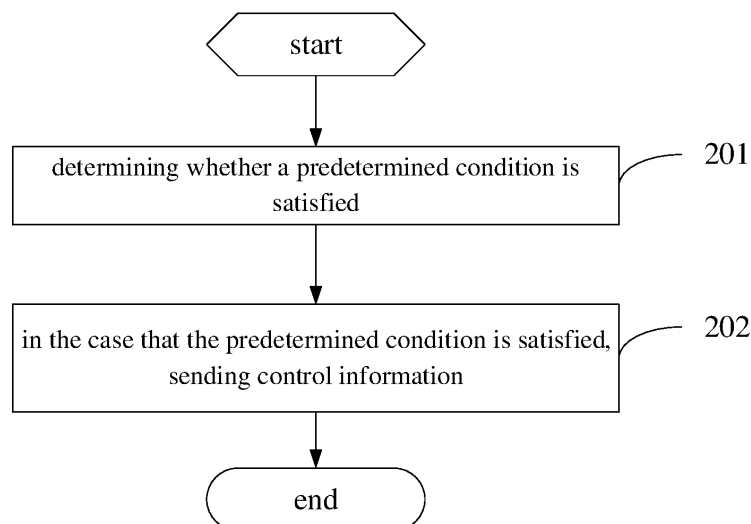 start
determining whether a predetermined condition is
satisfied
201
in the case that the predetermined condition is satisfied,
sending control information
202
end